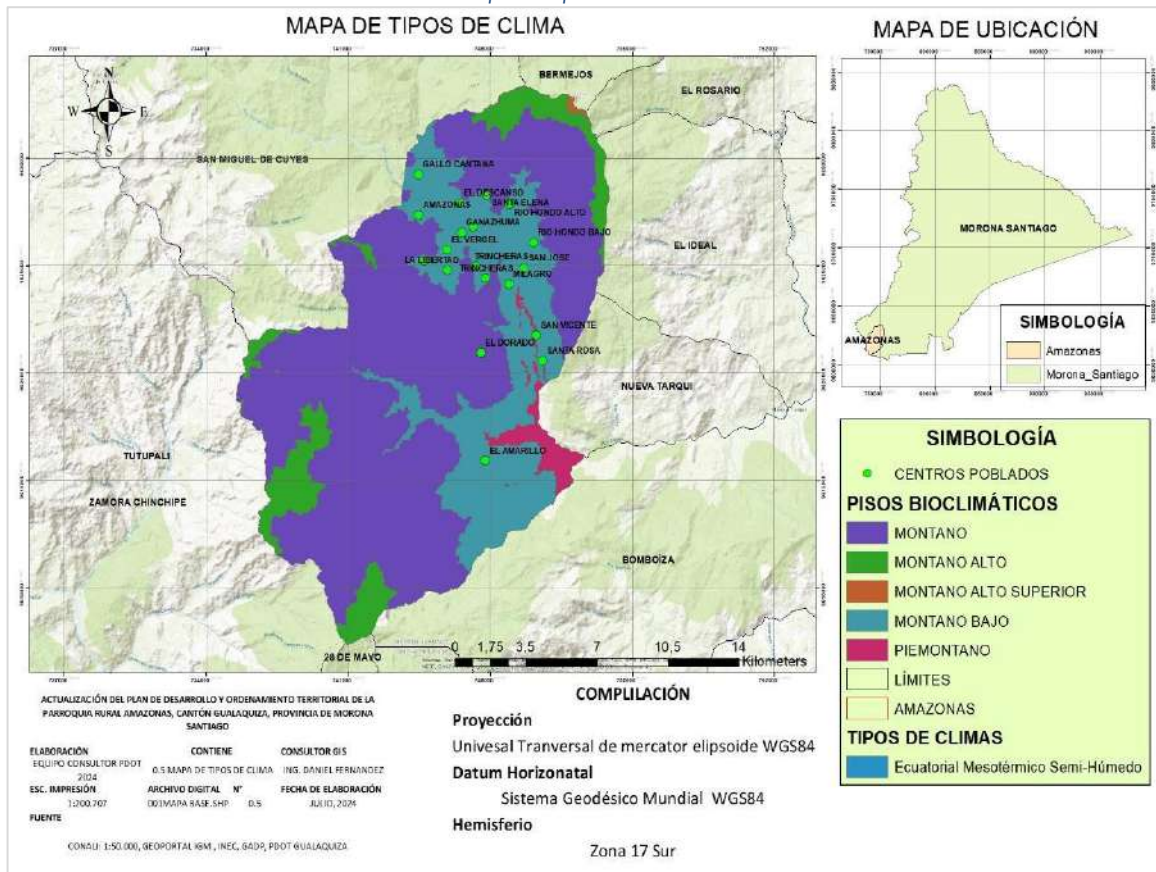 MAPA DE TIPOS DE CLIMA
N
W
E
S
BERMEJOS
EL ROSARIO
SAN MIGUEL DE CUYES
GALLO CANTANA
EL DESCANSO
AMAZONAS
SANTA ELENA
RIO HONDO ALTO
GANAZHUMA
RIO HONDO BAJO
EL VERGEL
EL IDEAL
TRINCHERAS
SAN JOSE
LA LIBERTAD
TRINCHERAS
MILAGRO
SAN VICENTE
EL DORADO
SANTA ROSA
NUEVA TARQUI
TUTUPALI
EL AMARILLO
ZAMORA CHINCHIPE
BOMBOÍZA
28 DE MAYO
0 1,75 3,5 7 10,5 14
Kilometers
MAPA DE UBICACIÓN
MORONA SANTIAGO
AMAZONAS
SIMBOLOGÍA
Amazonas
Morona_Santiago
SIMBOLOGÍA
CENTROS POBLADOS
PISOS BIOCLIMÁTICOS
MONTANO
MONTANO ALTO
MONTANO ALTO SUPERIOR
MONTANO BAJO
PIEMONTANO
LÍMITES
AMAZONAS
TIPOS DE CLIMAS
Ecuatorial Mesotérmico Semi-Húmedo
ACTUALIZACIÓN DEL PLAN DE DESARROLLO Y ORDENAMIENTO TERRITORIAL DE LA
PARROQUIA RURAL AMAZONAS, CANTÓN GUALAQUIZA, PROVINCIA DE MORONA
SANTIAGO
ELABORACIÓN
EQUIPO CONSULTOR PDOT
2024
CONTIENE
0.5 MAPA DE TIPOS DE CLIMA
CONSULTOR GIS
ING. DANIEL FERNANDEZ
ESC. IMPRESIÓN
1:200.707
ARCHIVO DIGITAL N°
001MAPA BASE.SHP 0.5
FECHA DE ELABORACIÓN
JULIO, 2024
FUENTE
CONALI: 1:50.000, GEOPORTAL IGM, INEC, GADP, PDOT GUALAQUIZA
COMPLILACIÓN
Proyección
Univesal Tranversal de mercator elipsoide WGS84
Datum Horizonatal
Sistema Geodésico Mundial WGS84
Hemisferio
Zona 17 Sur